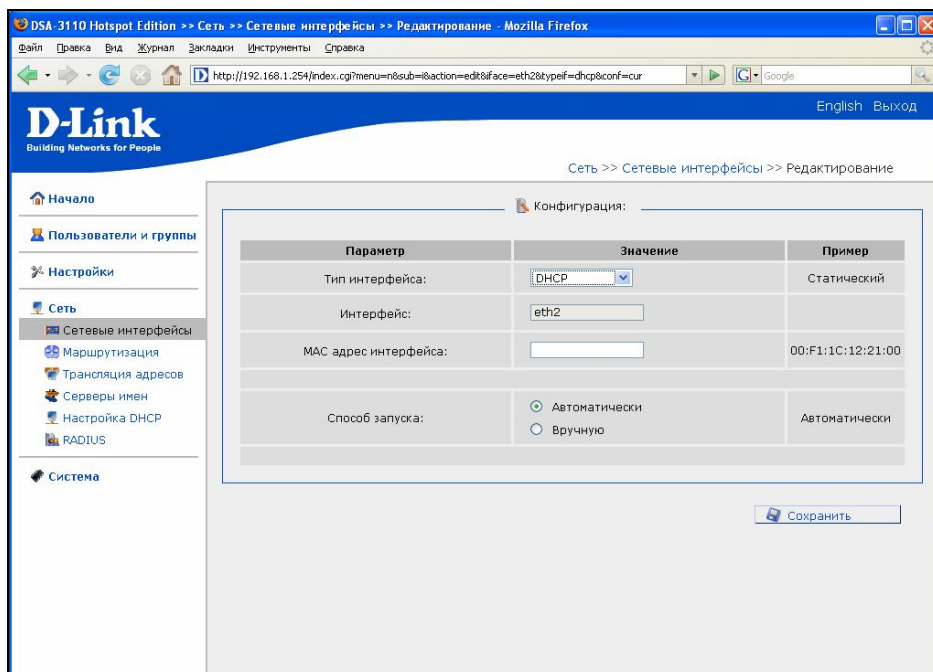 DSA-3110 Hotspot Edition >> Сеть >> Сетевые интерфейсы >> Редактирование - Mozilla Firefox
Файл Правка Вид Журнал Закладки Инструменты Справка
http://192.168.1.254/index.cgi?menu=n&sub=i&action=edit&iface=eth2&typeif=dhcp&conf=cur
Google
English Выход
D-Link
Building Networks for People
Сеть >> Сетевые интерфейсы >> Редактирование
Начало
Пользователи и группы
Настройки
Сеть
Сетевые интерфейсы
Маршрутизация
Трансляция адресов
Серверы имен
Настройка DHCP
RADIUS
Система
Конфигурация:
Параметр Значение Пример
Тип интерфейса: DHCP Статический
Интерфейс: eth2
MAC адрес интерфейса: 00:F1:1C:12:21:00
Способ запуска: Автоматически Автоматически
Вручную
Сохранить